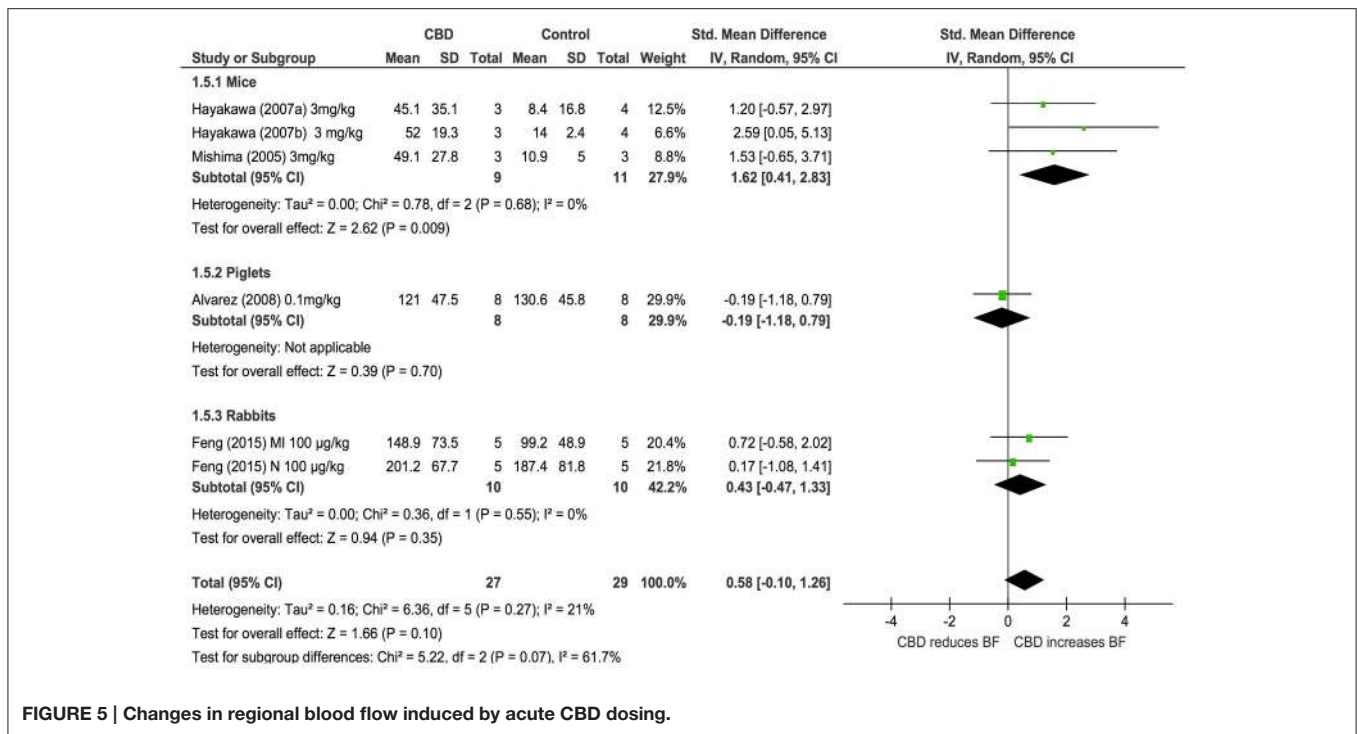 CBD Control Std. Mean Difference Std. Mean Difference
Study or Subgroup Mean SD Total Mean SD Total Weight IV, Random, 95% CI IV, Random, 95% CI
1.5.1 Mice
Hayakawa (2007a) 3mg/kg 45.1 35.1 3 8.4 16.8 4 12.5% 1.20 [-0.57, 2.97]
Hayakawa (2007b) 3 mg/kg 52 19.3 3 14 2.4 4 6.6% 2.59 [0.05, 5.13]
Mishima (2005) 3mg/kg 49.1 27.8 3 10.9 5 3 8.8% 1.53 [-0.65, 3.71]
Subtotal (95% CI) 9 11 27.9% 1.62 [0.41, 2.83]
Heterogeneity: Tau² = 0.00; Chi² = 0.78, df = 2 (P = 0.68); I² = 0%
Test for overall effect: Z = 2.62 (P = 0.009)
1.5.2 Piglets
Alvarez (2008) 0.1mg/kg 121 47.5 8 130.6 45.8 8 29.9% -0.19 [-1.18, 0.79]
Subtotal (95% CI) 8 8 29.9% -0.19 [-1.18, 0.79]
Heterogeneity: Not applicable
Test for overall effect: Z = 0.39 (P = 0.70)
1.5.3 Rabbits
Feng (2015) MI 100 µg/kg 148.9 73.5 5 99.2 48.9 5 20.4% 0.72 [-0.58, 2.02]
Feng (2015) N 100 µg/kg 201.2 67.7 5 187.4 81.8 5 21.8% 0.17 [-1.08, 1.41]
Subtotal (95% CI) 10 10 42.2% 0.43 [-0.47, 1.33]
Heterogeneity: Tau² = 0.00; Chi² = 0.36, df = 1 (P = 0.55); I² = 0%
Test for overall effect: Z = 0.94 (P = 0.35)
Total (95% CI) 27 29 100.0% 0.58 [-0.10, 1.26]
Heterogeneity: Tau² = 0.16; Chi² = 6.36, df = 5 (P = 0.27); I² = 21%
Test for overall effect: Z = 1.66 (P = 0.10)
Test for subgroup differences: Chi² = 5.22, df = 2 (P = 0.07), I² = 61.7%
-4 -2 0 2 4
CBD reduces BF CBD increases BF
FIGURE 5 | Changes in regional blood flow induced by acute CBD dosing.